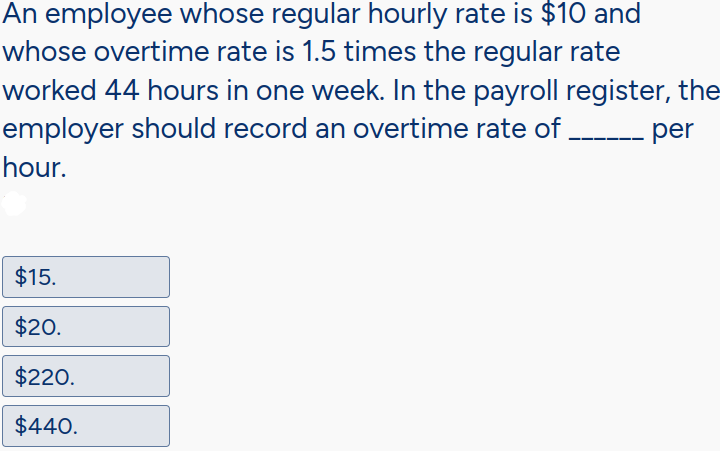 An employee whose regular hourly rate is $10 and
whose overtime rate is 1.5 times the regular rate
worked 44 hours in one week. In the payroll register, the
employer should record an overtime rate of ______ per
hour.
$15.
$20.
$220.
$440.